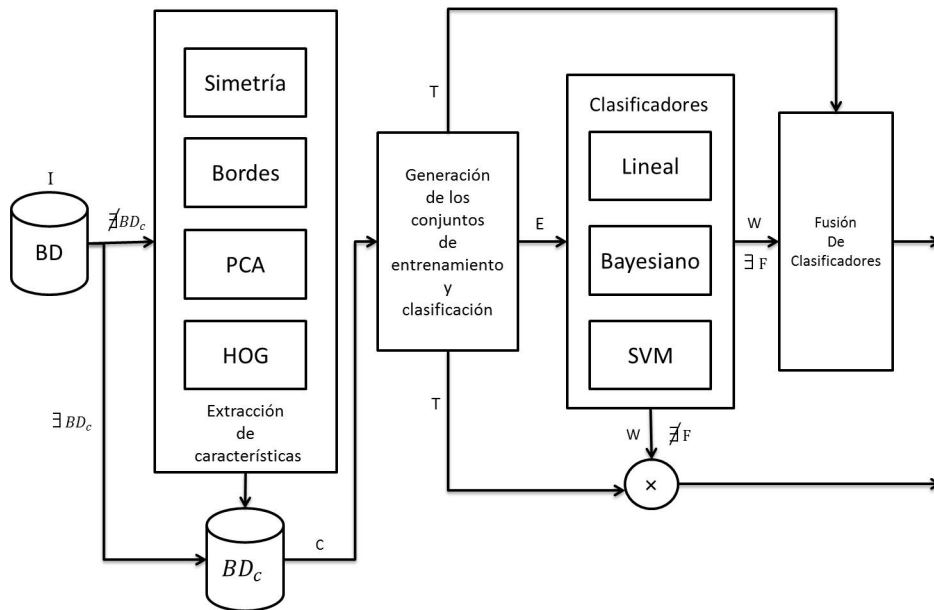 I
BD
∄BD_c
∃BD_c
Simetría
Bordes
PCA
HOG
Extracción
de
características
BD_c
C
T
Generación
de los
conjuntos
de
entrenamiento
y
clasificación
T
E
Clasificadores
Lineal
Bayesiano
SVM
W
∃ F
W
∄ F
×
Fusión
De
Clasificadores